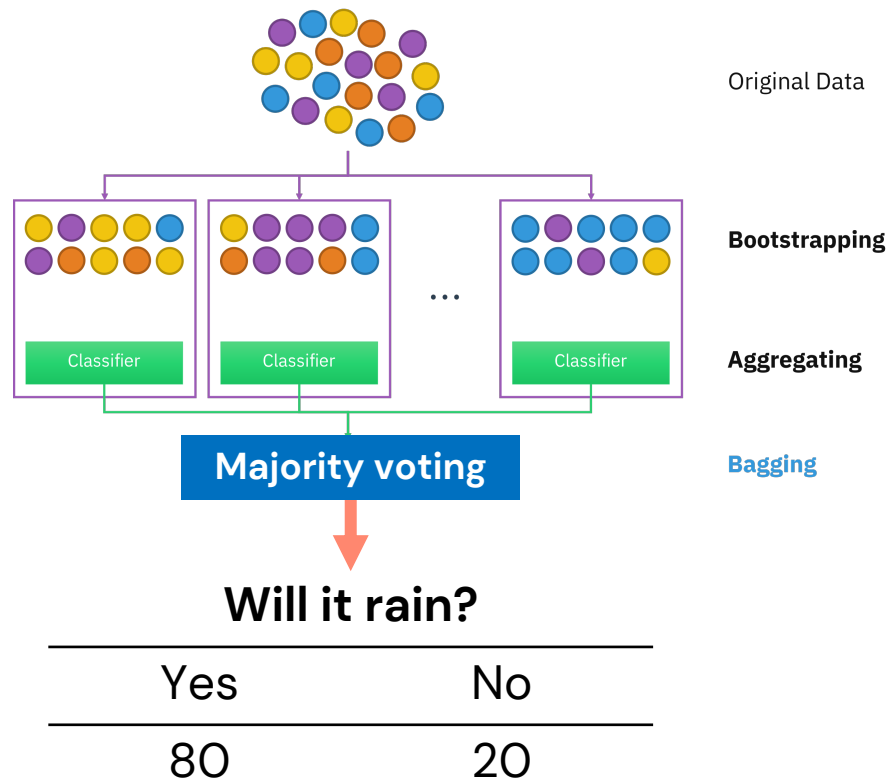 Original Data
Bootstrapping
...
Classifier Classifier Classifier
Aggregating
Majority voting
Bagging
Will it rain?
Yes No
80 20